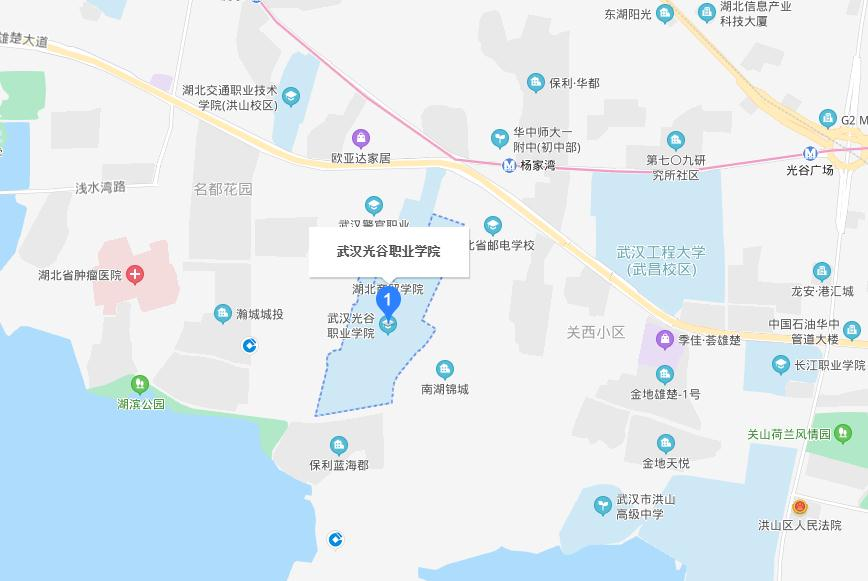 东湖阳光
湖北信息产业
科技大厦
雄楚大道
湖北交通职业技术
学院(洪山校区)
保利·华都
G2 M
华中师大一
附中(初中部)
欧亚达家居
杨家湾
第七〇九研
究所社区
光谷广场
浅水湾路
名都花园
武汉警官职业
北省邮电学校
武汉光谷职业学院
武汉工程大学
(武昌校区)
湖北省肿瘤医院
湖北商贸学院
龙安·港汇城
1
瀚城城投
武汉光谷
职业学院
关西小区
季佳·荟雄楚
中国石油华中
管道大楼
长江职业学院
南湖锦城
金地雄楚-1号
湖滨公园
关山荷兰风情园
保利蓝海郡
金地天悦
武汉市洪山
高级中学
洪山区人民法院